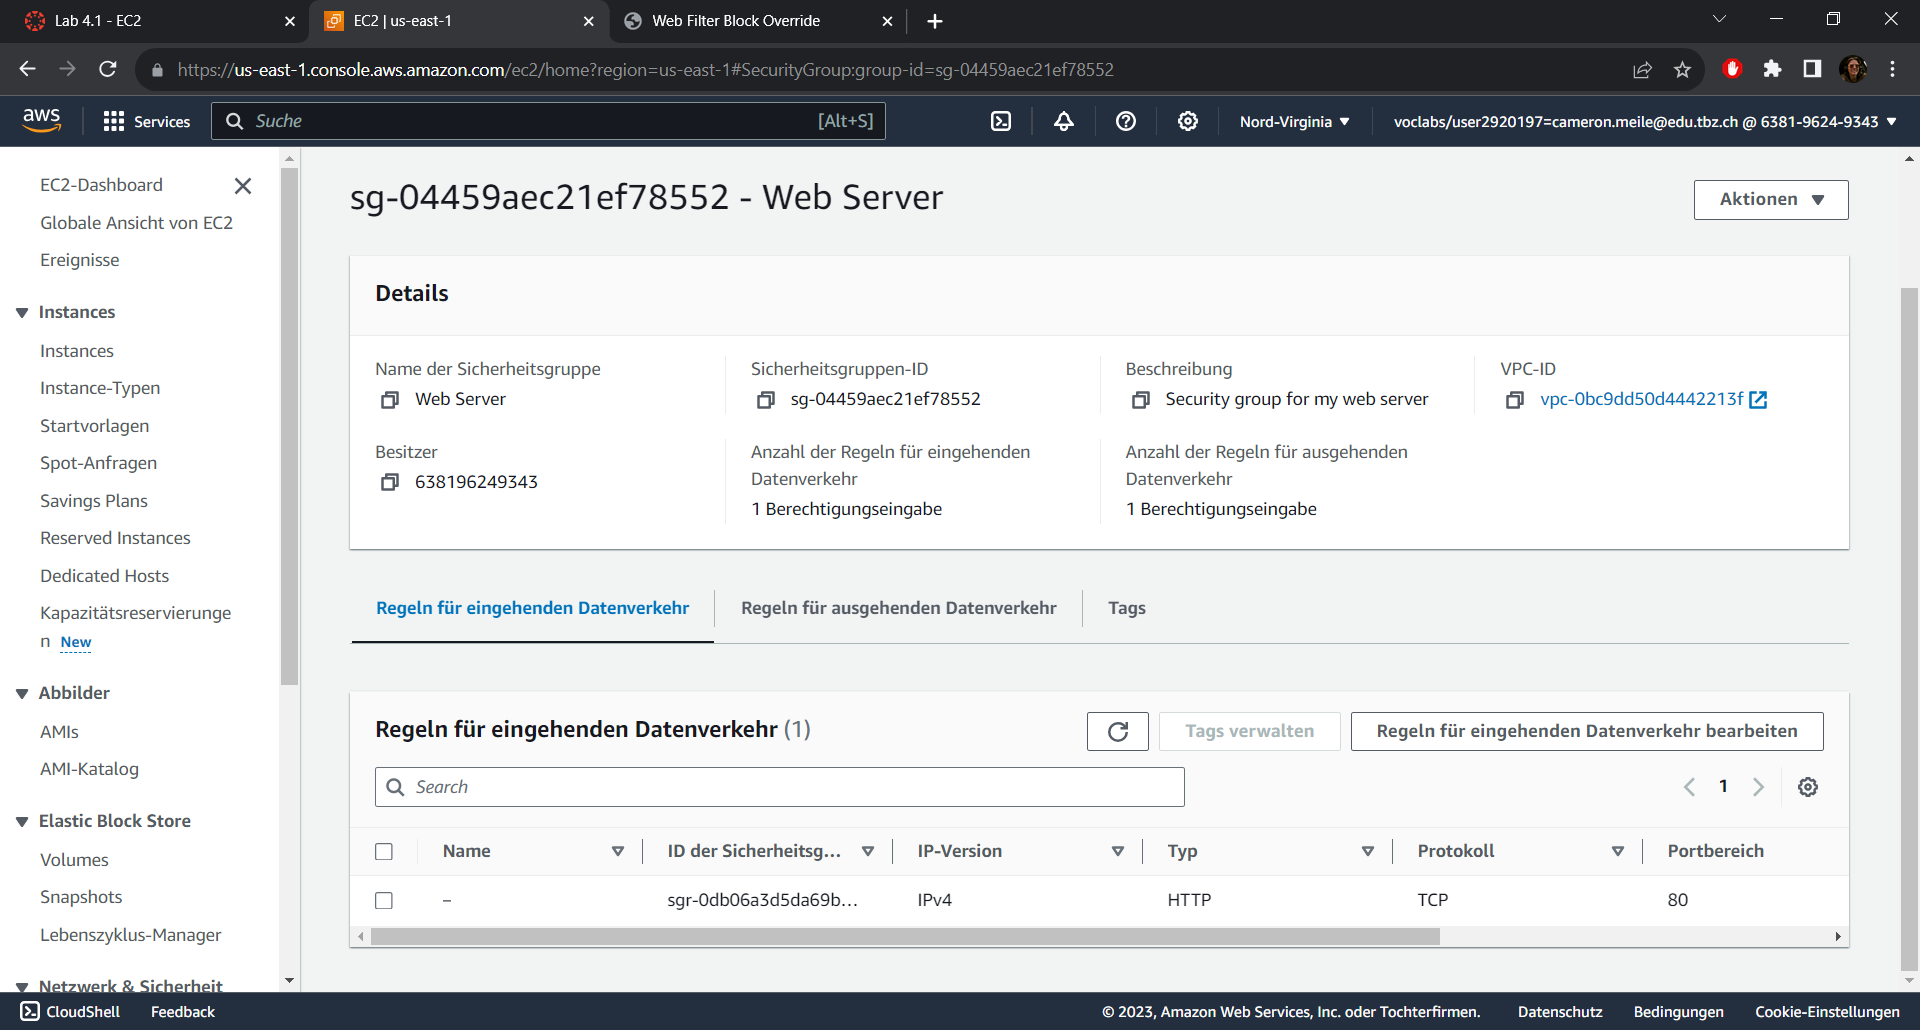 Lab 4.1 - EC2
EC2 | us-east-1
Web Filter Block Override
https://us-east-1.console.aws.amazon.com/ec2/home?region=us-east-1#SecurityGroup:group-id=sg-04459aec21ef78552
aws
Services
Suche
[Alt+S]
Nord-Virginia
voclabs/user2920197=cameron.meile@edu.tbz.ch @ 6381-9624-9343
EC2-Dashboard
Globale Ansicht von EC2
Ereignisse
Instances
Instances
Instance-Typen
Startvorlagen
Spot-Anfragen
Savings Plans
Reserved Instances
Dedicated Hosts
Kapazitätsreservierunge
n New
Abbilder
AMIs
AMI-Katalog
Elastic Block Store
Volumes
Snapshots
Lebenszyklus-Manager
Netzwerk & Sicherheit
sg-04459aec21ef78552 - Web Server
Aktionen
Details
Name der Sicherheitsgruppe
Web Server
Sicherheitsgruppen-ID
sg-04459aec21ef78552
Beschreibung
Security group for my web server
VPC-ID
vpc-0bc9dd50d4442213f
Besitzer
638196249343
Anzahl der Regeln für eingehenden
Datenverkehr
1 Berechtigungseingabe
Anzahl der Regeln für ausgehenden
Datenverkehr
1 Berechtigungseingabe
Regeln für eingehenden Datenverkehr
Regeln für ausgehenden Datenverkehr
Tags
Regeln für eingehenden Datenverkehr (1)
Tags verwalten
Regeln für eingehenden Datenverkehr bearbeiten
Search
1
Name
ID der Sicherheitsg...
IP-Version
Typ
Protokoll
Portbereich
–
sgr-0db06a3d5da69b...
IPv4
HTTP
TCP
80
CloudShell
Feedback
© 2023, Amazon Web Services, Inc. oder Tochterfirmen.
Datenschutz
Bedingungen
Cookie-Einstellungen